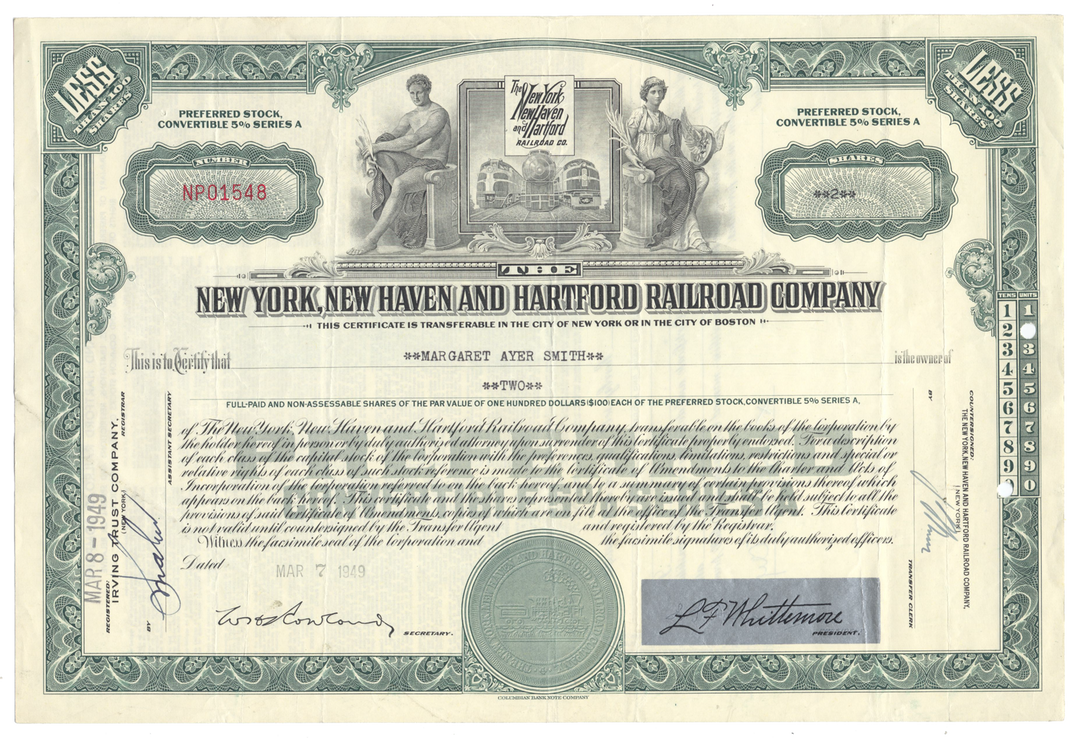 LESS
THAN 100
SHARES
LESS
THAN 100
SHARES
PREFERRED STOCK,
CONVERTIBLE 5% SERIES A
The
New York
New Haven
and Hartford
RAILROAD CO.
PREFERRED STOCK,
CONVERTIBLE 5% SERIES A
NUMBER
NPO1548
SHARES
**2**
THE
NEW YORK, NEW HAVEN AND HARTFORD RAILROAD COMPANY
THIS CERTIFICATE IS TRANSFERABLE IN THE CITY OF NEW YORK OR IN THE CITY OF BOSTON
This is to Certify that **MARGARET AYER SMITH** is the owner of
**TWO**
FULL-PAID AND NON-ASSESSABLE SHARES OF THE PAR VALUE OF ONE HUNDRED DOLLARS ($100) EACH OF THE PREFERRED STOCK, CONVERTIBLE 5% SERIES A,
of The New York, New Haven and Hartford Railroad Company, transferable on the books of the Corporation by
the holder hereof in person or by duly authorized attorney upon surrender of this Certificate properly endorsed. For a description
of each class of the capital stock of the Corporation with the preferences, qualifications, limitations, restrictions and special or
relative rights of each class of such stock reference is made to the Certificate of Amendments to the Charter and Acts of
Incorporation of the Corporation referred to on the back hereof and to a summary of certain provisions thereof which
appears on the back hereof. This certificate and the shares represented hereby are issued and shall be held subject to all the
provisions of said Certificate of Amendments, copies of which are on file at the office of the Transfer Agent. This Certificate
is not valid until countersigned by the Transfer Agent and registered by the Registrar.
Witness the facsimile seal of the Corporation and the facsimile signatures of its duly authorized officers.
Dated MAR 7 1949
SECRETARY.
L F Whittemore
PRESIDENT.
MAR 8 - 1949
REGISTERED:
IRVING TRUST COMPANY,
(NEW YORK)
REGISTRAR
BY
ASSISTANT SECRETARY
COUNTERSIGNED:
THE NEW YORK, NEW HAVEN AND HARTFORD RAILROAD COMPANY,
(NEW YORK)
BY
TRANSFER CLERK
TENS UNITS
1 1
2
3 3
4 4
5 5
6 6
7 7
8 8
9 9
0 0
COLUMBIAN BANK NOTE COMPANY